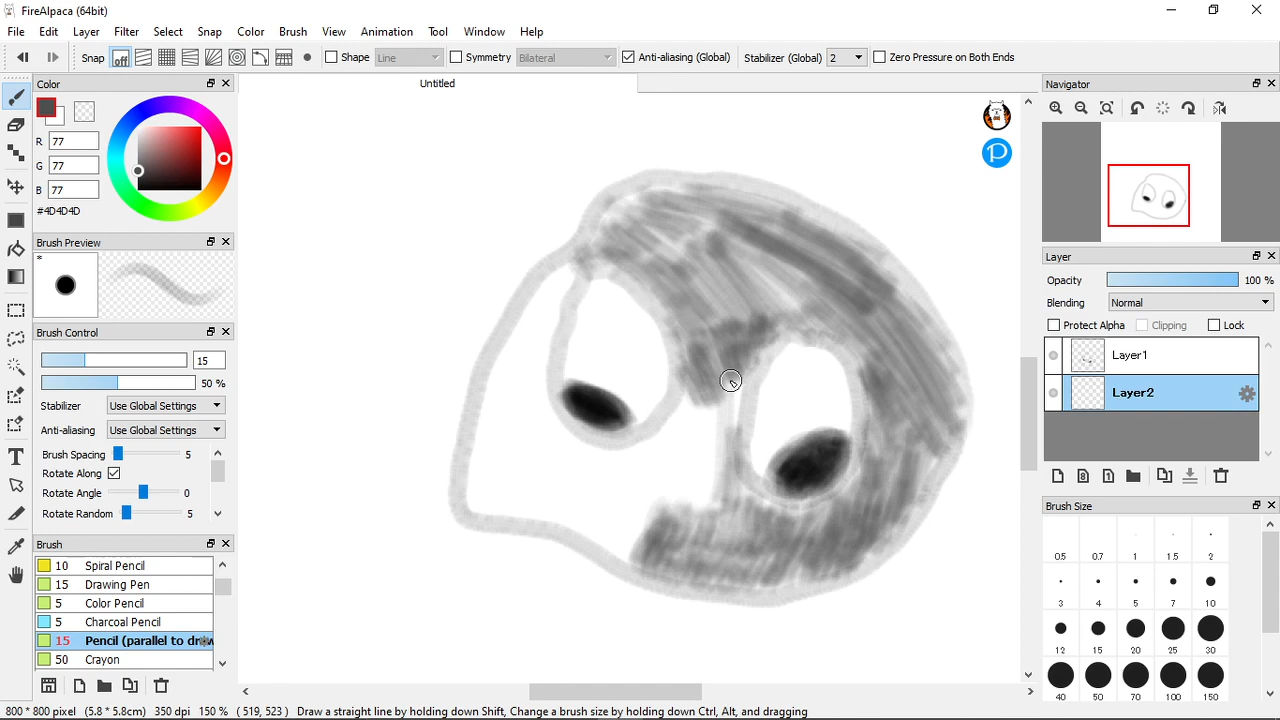 FireAlpaca (64bit)
File Edit Layer Filter Select Snap Color Brush View Animation Tool Window Help
Snap off Shape Line Symmetry Bilateral Anti-aliasing (Global) Stabilizer (Global) 2 Zero Pressure on Both Ends
Color
Untitled
Navigator
R 77
G 77
B 77
#4D4D4D
Brush Preview
*
Layer
Opacity 100 %
Blending Normal
Protect Alpha Clipping Lock
Layer1
Layer2
Brush Control
15
50 %
Stabilizer Use Global Settings
Anti-aliasing Use Global Settings
Brush Spacing 5
Rotate Along
Rotate Angle 0
Rotate Random 5
Brush
10 Spiral Pencil
15 Drawing Pen
5 Color Pencil
5 Charcoal Pencil
15 Pencil (parallel to draw
50 Crayon
Brush Size
0.5 0.7 1 1.5 2
3 4 5 7 10
12 15 20 25 30
40 50 70 100 150
800 * 800 pixel (5.8 * 5.8cm) 350 dpi 150 % ( 519, 523 ) Draw a straight line by holding down Shift, Change a brush size by holding down Ctrl, Alt, and dragging